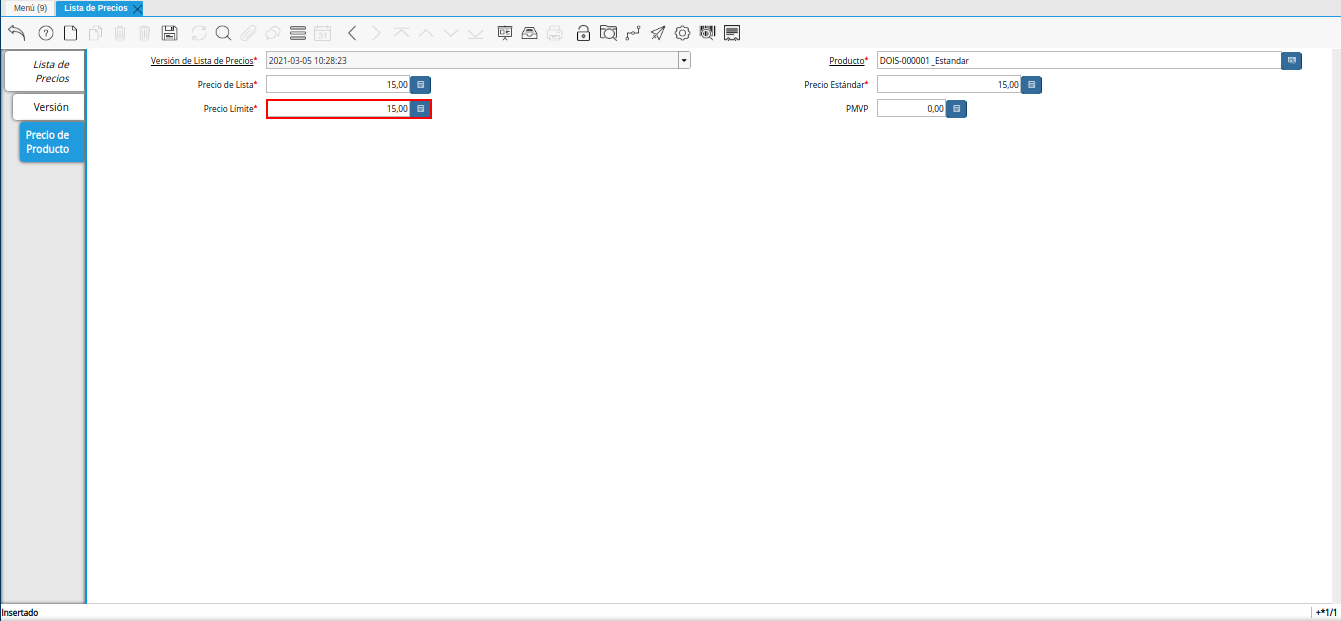 Menú (9)
Lista de Precios
Lista de
Precios
Versión
Precio de
Producto
Versión de Lista de Precios* 2021-03-05 10:28:23
Producto* DOIS-000001_Estandar
Precio de Lista* 15,00
Precio Estándar* 15,00
Precio Límite* 15,00
PMVP 0,00
Insertado
+*1/1